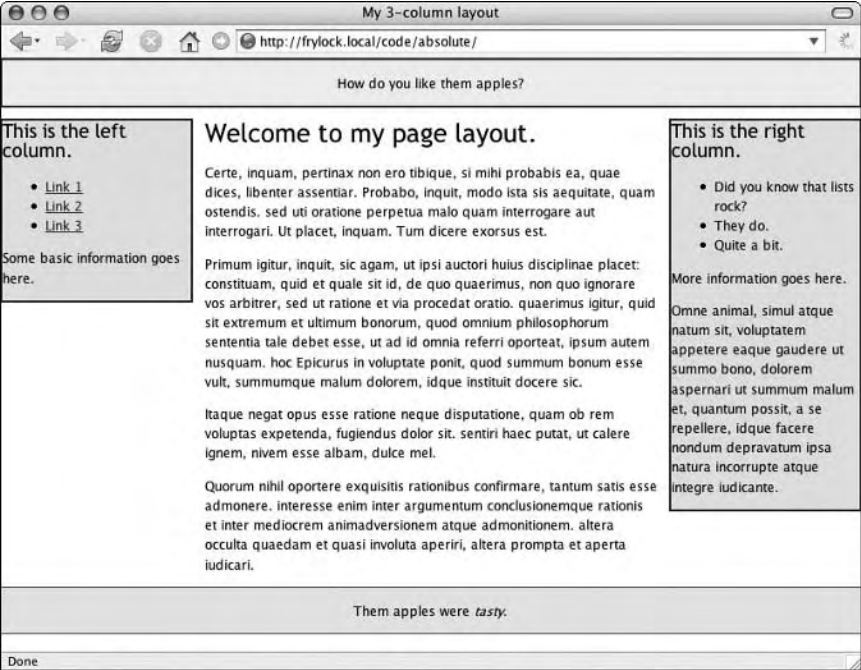 My 3-column layout
http://frylock.local/code/absolute/
How do you like them apples?
This is the left
column.
Link 1
Link 2
Link 3
Some basic information goes
here.
Welcome to my page layout.
Certe, inquam, pertinax non ero tibique, si mihi probabis ea, quae
dices, libenter assentiar. Probabo, inquit, modo ista sis aequitate, quam
ostendis. sed uti oratione perpetua malo quam interrogare aut
interrogari. Ut placet, inquam. Tum dicere exorsus est.
Primum igitur, inquit, sic agam, ut ipsi auctori huius disciplinae placet:
constituam, quid et quale sit id, de quo quaerimus, non quo ignorare
vos arbitrer, sed ut ratione et via procedat oratio. quaerimus igitur, quid
sit extremum et ultimum bonorum, quod omnium philosophorum
sententia tale debet esse, ut ad id omnia referri oporteat, ipsum autem
nusquam. hoc Epicurus in voluptate ponit, quod summum bonum esse
vult, summumque malum dolorem, idque instituit docere sic.
Itaque negat opus esse ratione neque disputatione, quam ob rem
voluptas expetenda, fugiendus dolor sit. sentiri haec putat, ut calere
ignem, nivem esse albam, dulce mel.
Quorum nihil oportere exquisitis rationibus confirmare, tantum satis esse
admonere. interesse enim inter argumentum conclusionemque rationis
et inter mediocrem animadversionem atque admonitionem. altera
occulta quaedam et quasi involuta aperiri, altera prompta et aperta
iudicari.
This is the right
column.
Did you know that lists
rock?
They do.
Quite a bit.
More information goes here.
Omne animal, simul atque
natum sit, voluptatem
appetere eaque gaudere ut
summo bono, dolorem
aspernari ut summum malum
et, quantum possit, a se
repellere, idque facere
nondum depravatum ipsa
natura incorrupte atque
integre iudicante.
Them apples were tasty.
Done